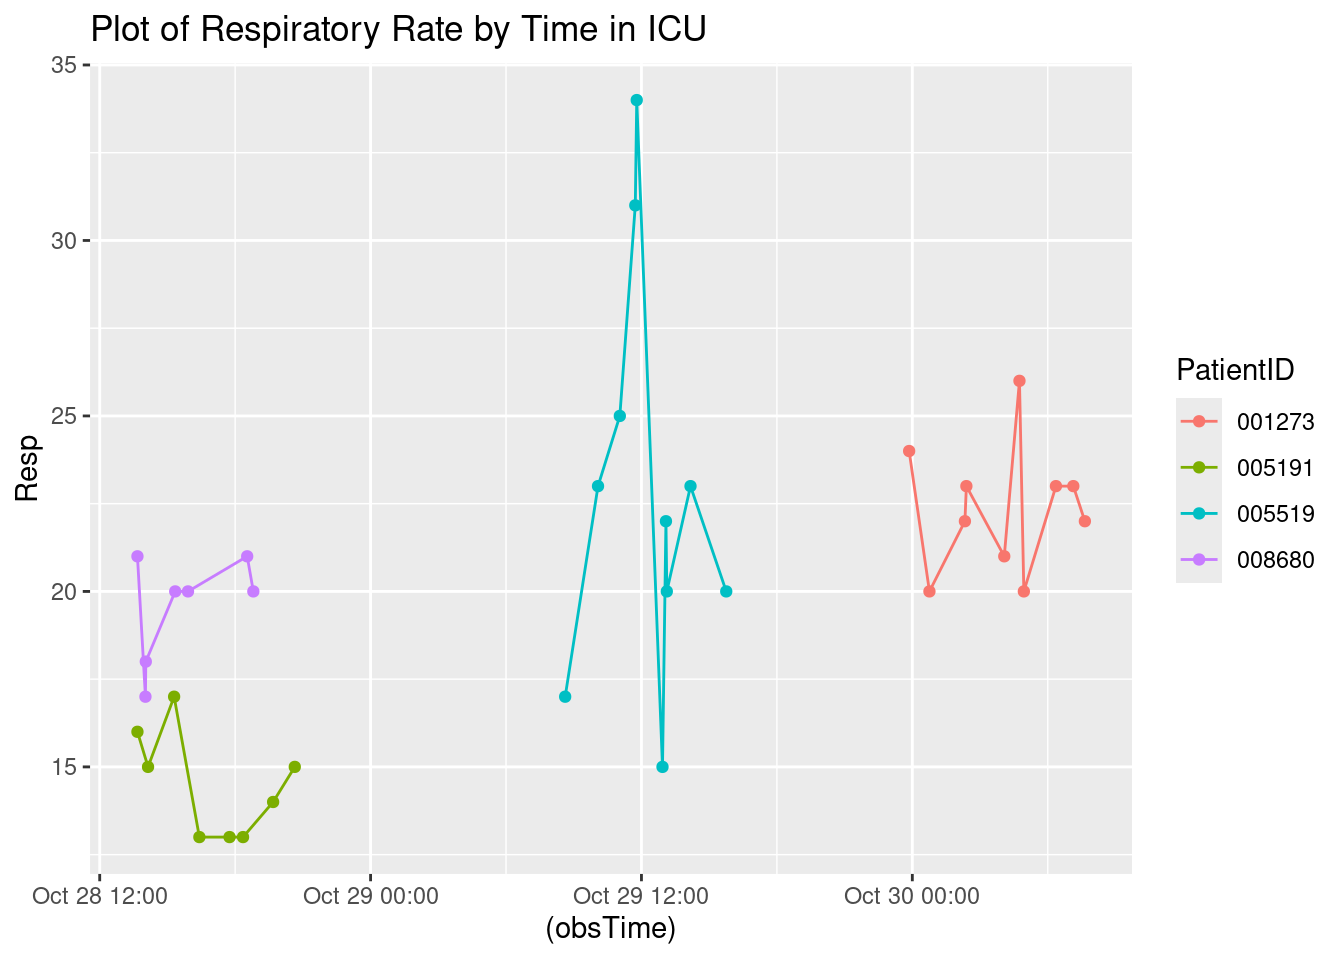 Plot of Respiratory Rate by Time in ICU
35
30
25
20
15
Resp
Oct 28 12:00
Oct 29 00:00
Oct 29 12:00
Oct 30 00:00
(obsTime)
PatientID
001273
005191
005519
008680